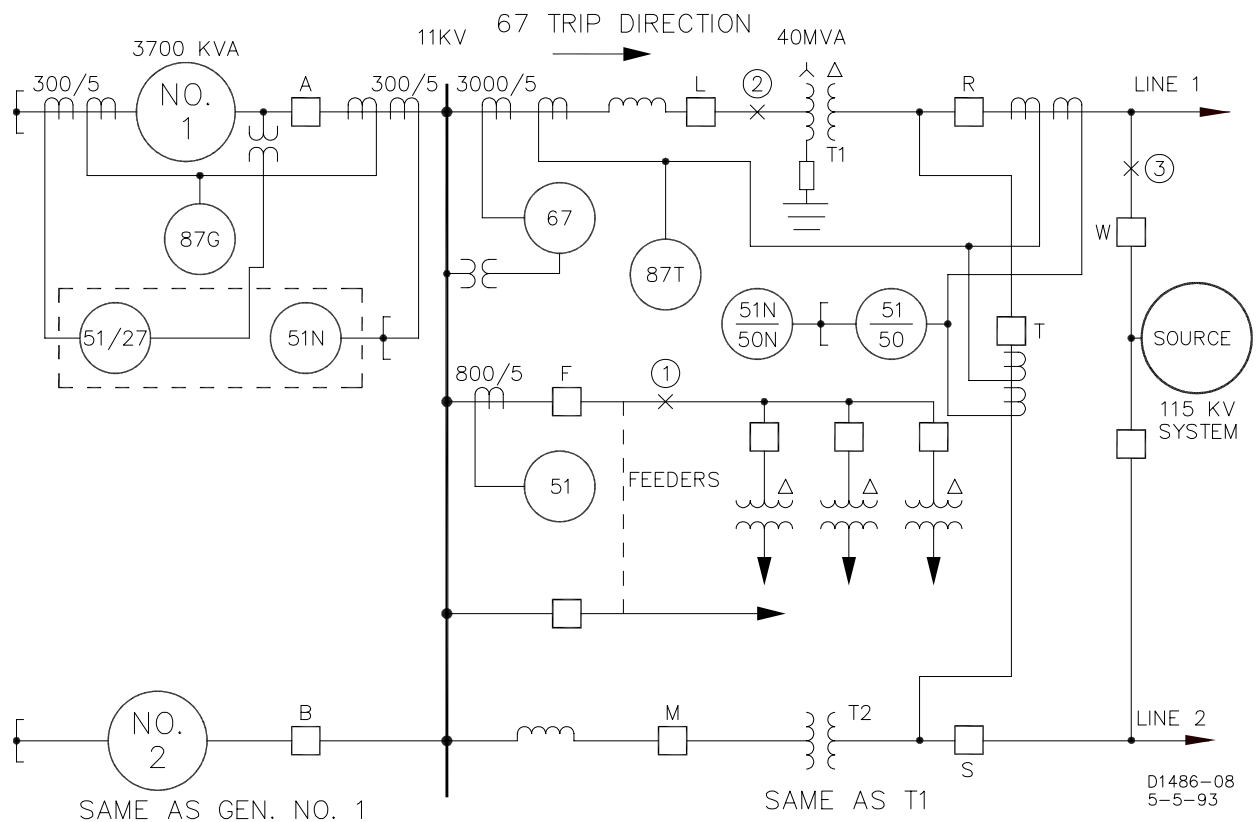 67 TRIP DIRECTION
3700 KVA
11KV
40MVA
300/5
A
300/5
3000/5
L
2
R
LINE 1
NO.
1
T1
3
67
W
87G
87T
51/27
51N
51N
50N
51
50
T
SOURCE
800/5
F
1
115 KV
SYSTEM
51
FEEDERS
NO.
2
B
M
T2
LINE 2
S
SAME AS GEN. NO. 1
SAME AS T1
D1486-08
5-5-93